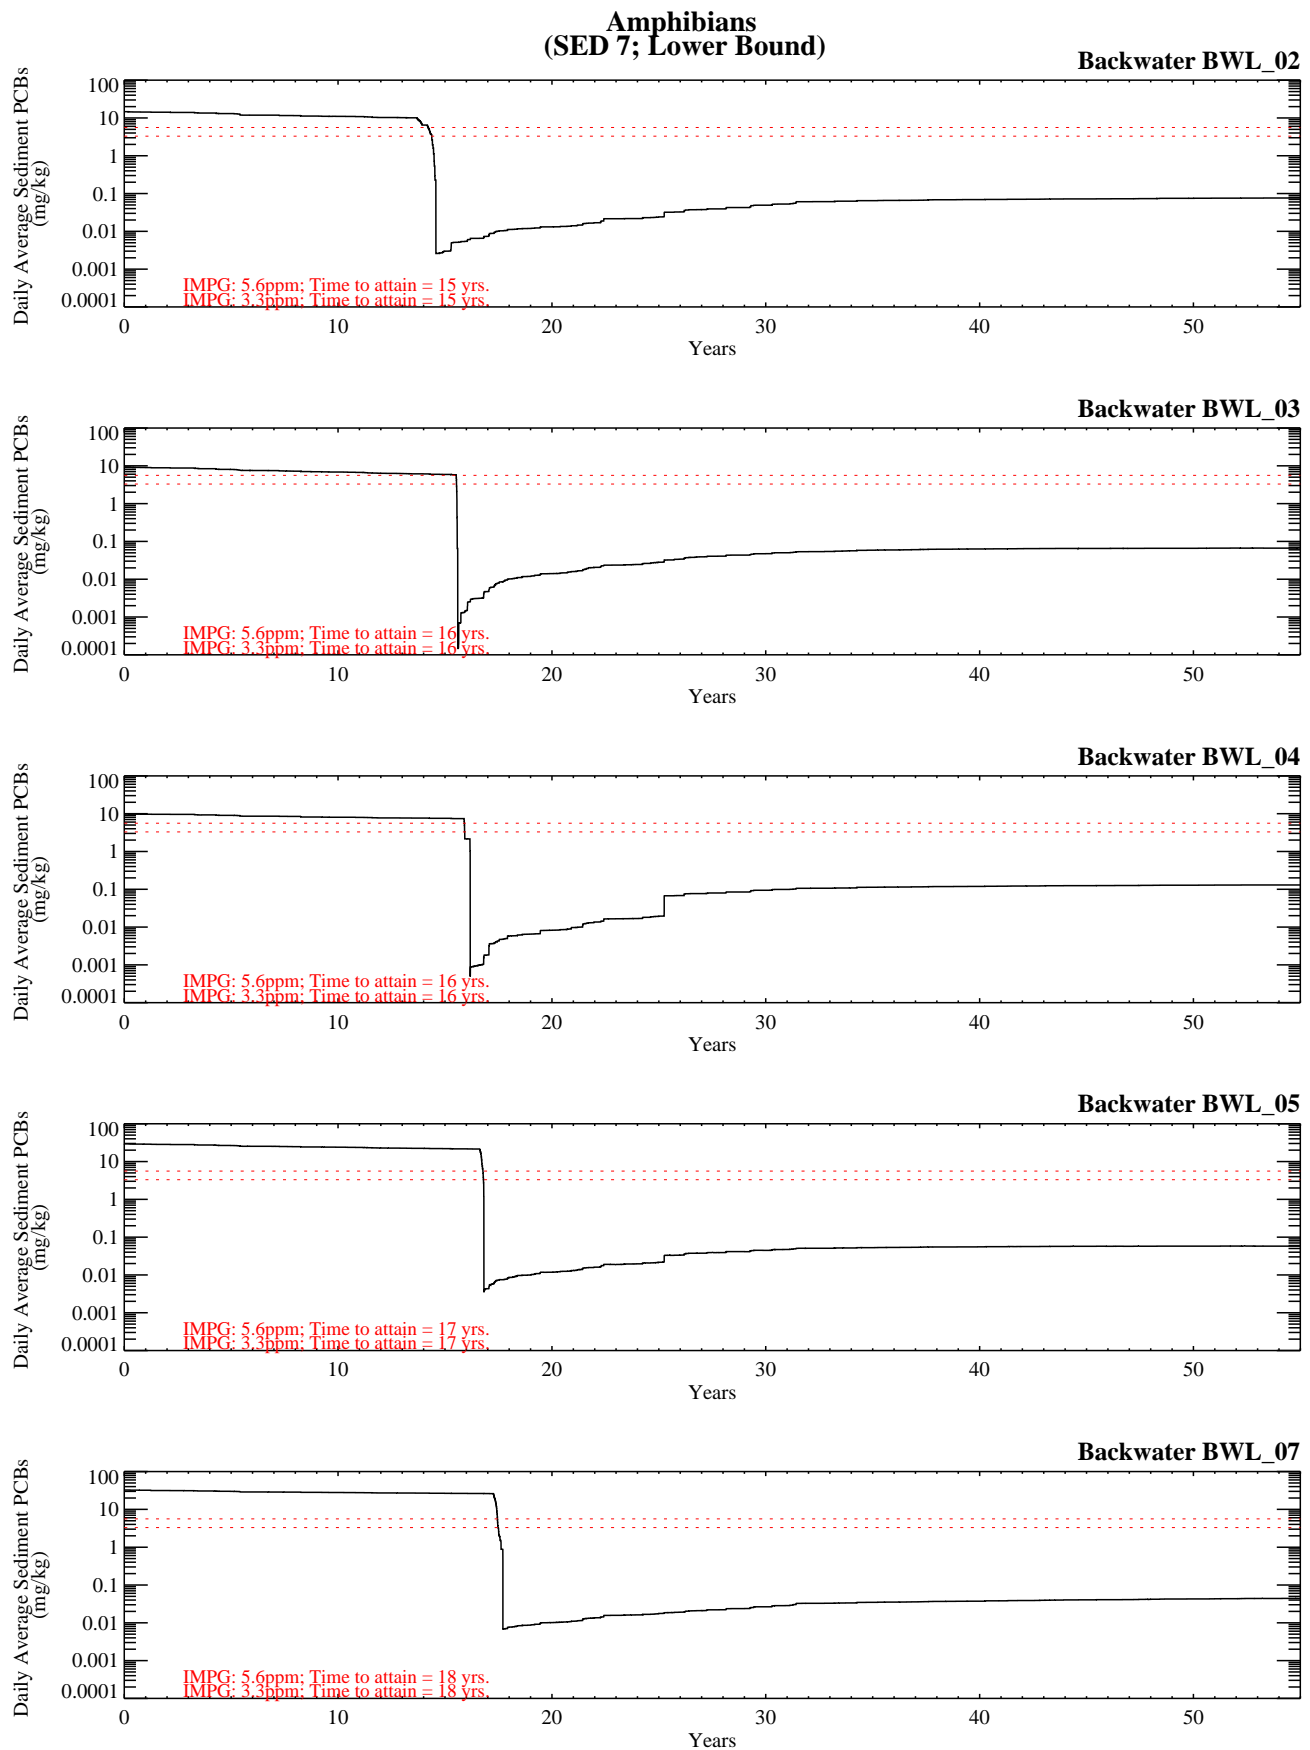 Amphibians
(SED 7; Lower Bound)
Backwater BWL_02
Daily Average Sediment PCBs
(mg/kg)
100
10
1
0.1
0.01
0.001
0.0001
IMPG: 5.6ppm; Time to attain = 15 yrs.
IMPG: 3.3ppm; Time to attain = 15 yrs.
0 10 20 30 40 50
Years
Backwater BWL_03
Daily Average Sediment PCBs
(mg/kg)
100
10
1
0.1
0.01
0.001
0.0001
IMPG: 5.6ppm; Time to attain = 16 yrs.
IMPG: 3.3ppm; Time to attain = 16 yrs.
0 10 20 30 40 50
Years
Backwater BWL_04
Daily Average Sediment PCBs
(mg/kg)
100
10
1
0.1
0.01
0.001
0.0001
IMPG: 5.6ppm; Time to attain = 16 yrs.
IMPG: 3.3ppm; Time to attain = 16 yrs.
0 10 20 30 40 50
Years
Backwater BWL_05
Daily Average Sediment PCBs
(mg/kg)
100
10
1
0.1
0.01
0.001
0.0001
IMPG: 5.6ppm; Time to attain = 17 yrs.
IMPG: 3.3ppm; Time to attain = 17 yrs.
0 10 20 30 40 50
Years
Backwater BWL_07
Daily Average Sediment PCBs
(mg/kg)
100
10
1
0.1
0.01
0.001
0.0001
IMPG: 5.6ppm; Time to attain = 18 yrs.
IMPG: 3.3ppm; Time to attain = 18 yrs.
0 10 20 30 40 50
Years